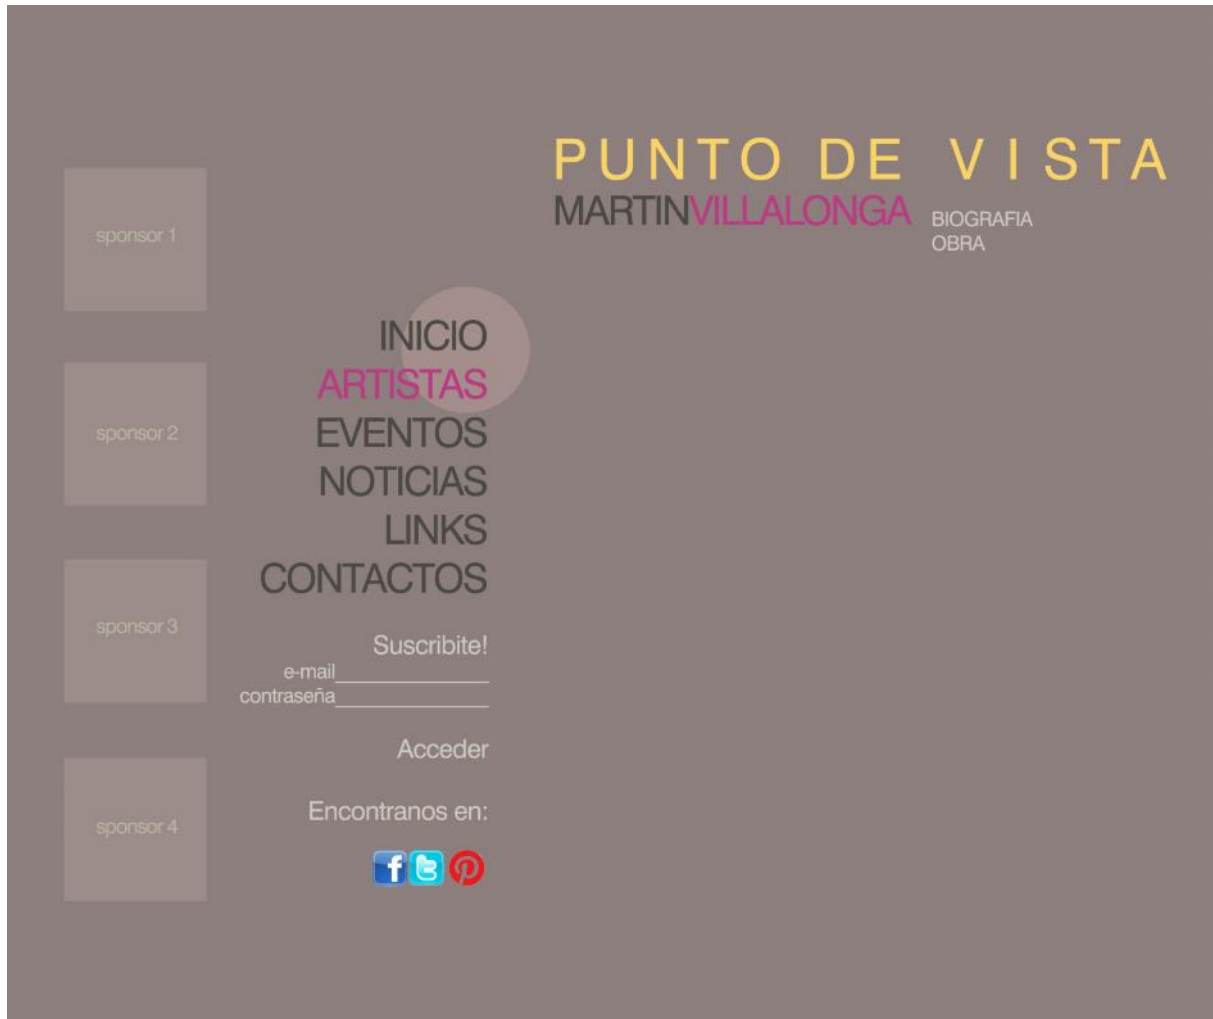 PUNTO DE VISTA
MARTINVILLALONGA
BIOGRAFIA
OBRA
sponsor 1
sponsor 2
sponsor 3
sponsor 4
INICIO
ARTISTAS
EVENTOS
NOTICIAS
LINKS
CONTACTOS
Suscribite!
e-mail
contraseña
Acceder
Encontranos en: